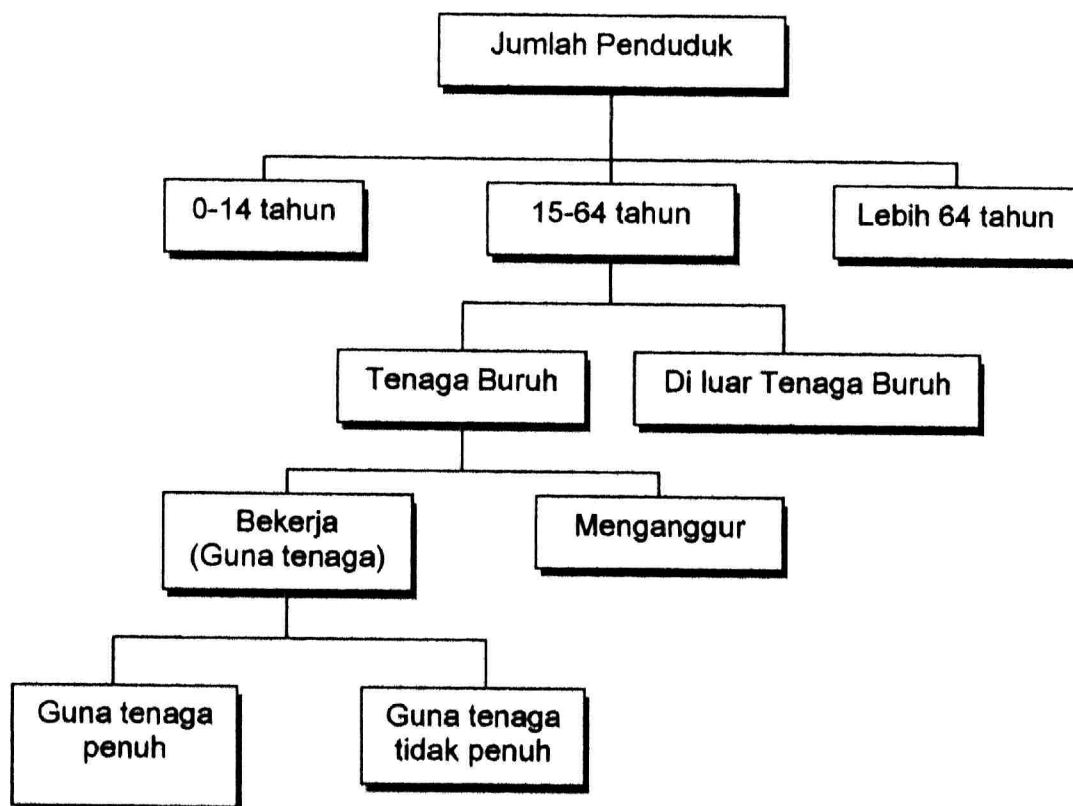 Jumlah Penduduk
0-14 tahun
15-64 tahun
Lebih 64 tahun
Tenaga Buruh
Di luar Tenaga Buruh
Bekerja
(Guna tenaga)
Menganggur
Guna tenaga
penuh
Guna tenaga
tidak penuh